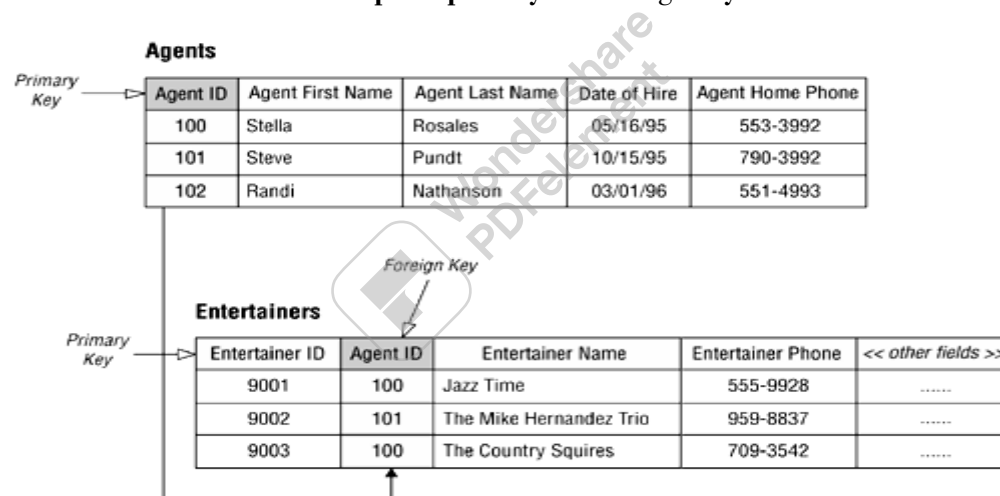 Agents
Primary
Key
Agent ID Agent First Name Agent Last Name Date of Hire Agent Home Phone
100 Stella Rosales 05/16/95 553-3992
101 Steve Pundt 10/15/95 790-3992
102 Randi Nathanson 03/01/96 551-4993
Wondershare
PDFelement
Foreign Key
Entertainers
Primary
Key
Entertainer ID Agent ID Entertainer Name Entertainer Phone << other fields >>
9001 100 Jazz Time 555-9928 ......
9002 101 The Mike Hernandez Trio 959-8837 ......
9003 100 The Country Squires 709-3542 ......